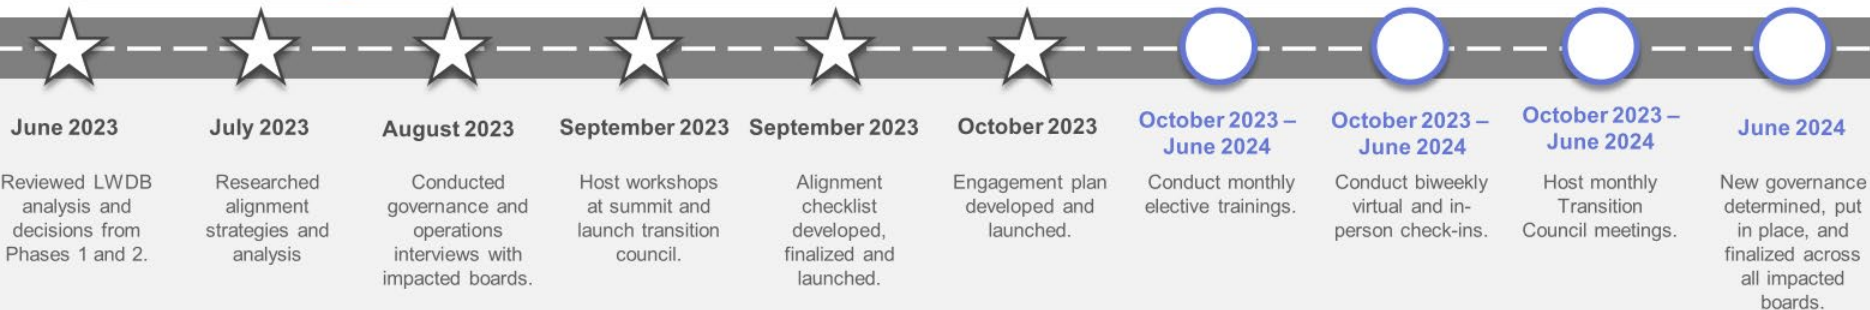 June 2023
Reviewed LWDB
analysis and
decisions from
Phases 1 and 2.
July 2023
Researched
alignment
strategies and
analysis
August 2023
Conducted
governance and
operations
interviews with
impacted boards.
September 2023
Host workshops
at summit and
launch transition
council.
September 2023
Alignment
checklist
developed,
finalized and
launched.
October 2023
Engagement plan
developed and
launched.
October 2023 –
June 2024
Conduct monthly
elective trainings.
October 2023 –
June 2024
Conduct biweekly
virtual and in-
person check-ins.
October 2023 –
June 2024
Host monthly
Transition
Council meetings.
June 2024
New governance
determined, put
in place, and
finalized across
all impacted
boards.